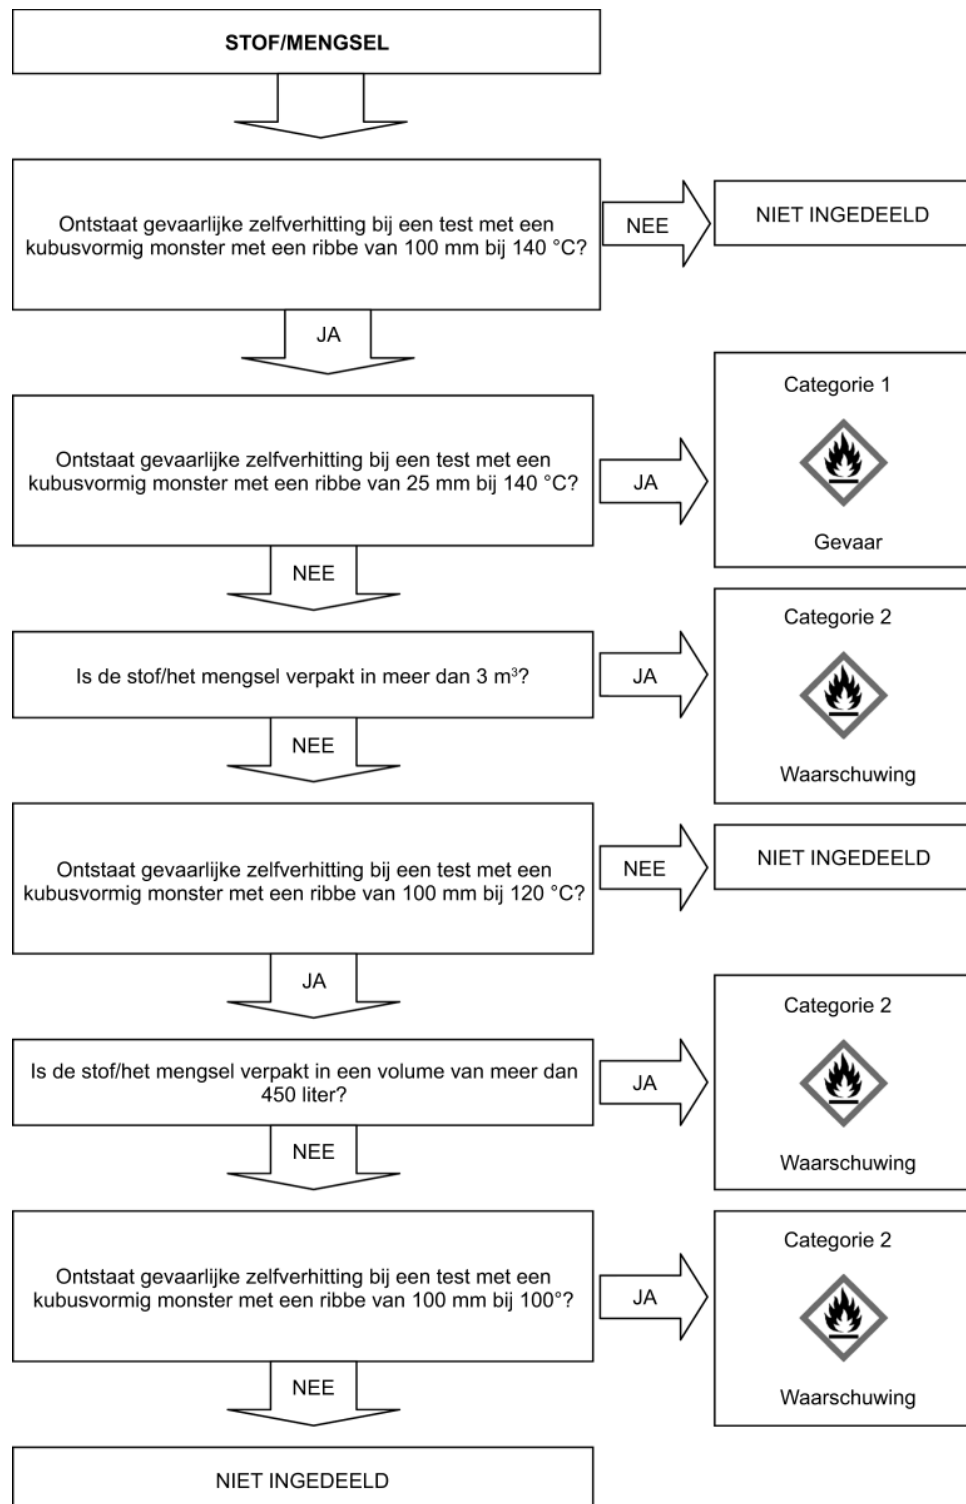 STOF/MENGSEL
Ontstaat gevaarlijke zelfverhitting bij een test met een
kubusvormig monster met een ribbe van 100 mm bij 140 °C?
NEE
NIET INGEDEELD
JA
Ontstaat gevaarlijke zelfverhitting bij een test met een
kubusvormig monster met een ribbe van 25 mm bij 140 °C?
JA
Categorie 1
Gevaar
NEE
Is de stof/het mengsel verpakt in meer dan 3 m³?
JA
Categorie 2
Waarschuwing
NEE
Ontstaat gevaarlijke zelfverhitting bij een test met een
kubusvormig monster met een ribbe van 100 mm bij 120 °C?
NEE
NIET INGEDEELD
JA
Is de stof/het mengsel verpakt in een volume van meer dan
450 liter?
JA
Categorie 2
Waarschuwing
NEE
Ontstaat gevaarlijke zelfverhitting bij een test met een
kubusvormig monster met een ribbe van 100 mm bij 100°?
JA
Categorie 2
Waarschuwing
NEE
NIET INGEDEELD